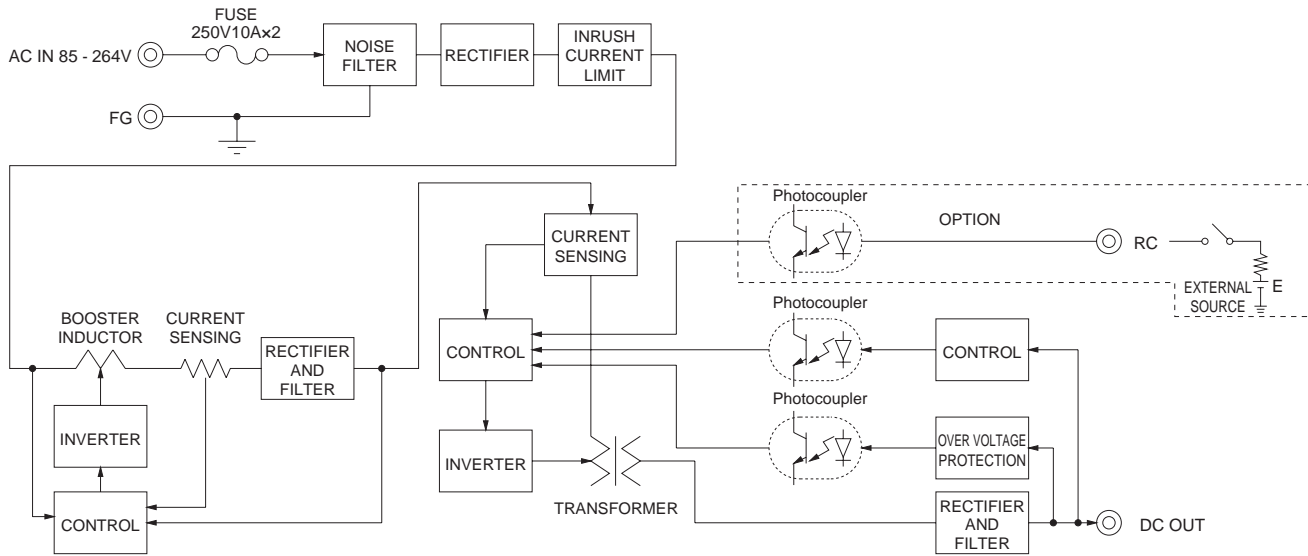 FUSE
250V10A×2
AC IN 85 - 264V
NOISE
FILTER
RECTIFIER
INRUSH
CURRENT
LIMIT
FG
Photocoupler
OPTION
RC
CURRENT
SENSING
E
EXTERNAL
SOURCE
BOOSTER
INDUCTOR
CURRENT
SENSING
RECTIFIER
AND
FILTER
CONTROL
Photocoupler
CONTROL
INVERTER
Photocoupler
INVERTER
OVER VOLTAGE
PROTECTION
TRANSFORMER
CONTROL
RECTIFIER
AND
FILTER
DC OUT